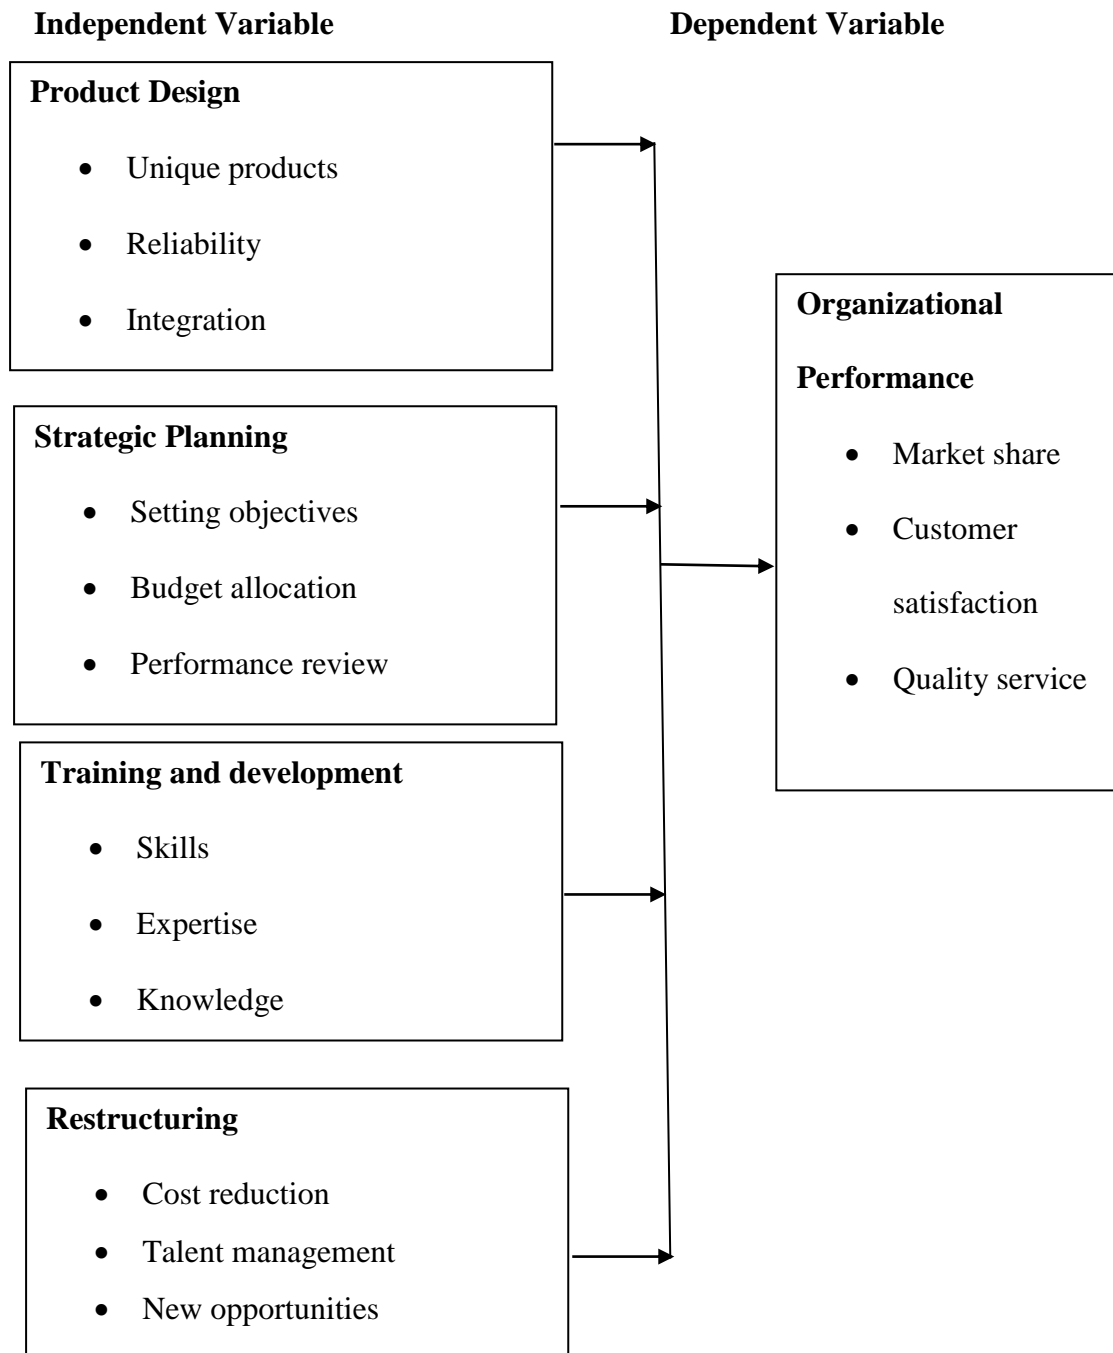 Independent Variable
Dependent Variable
Product Design
• Unique products
• Reliability
• Integration
Strategic Planning
• Setting objectives
• Budget allocation
• Performance review
Training and development
• Skills
• Expertise
• Knowledge
Restructuring
• Cost reduction
• Talent management
• New opportunities
Organizational
Performance
• Market share
• Customer
satisfaction
• Quality service